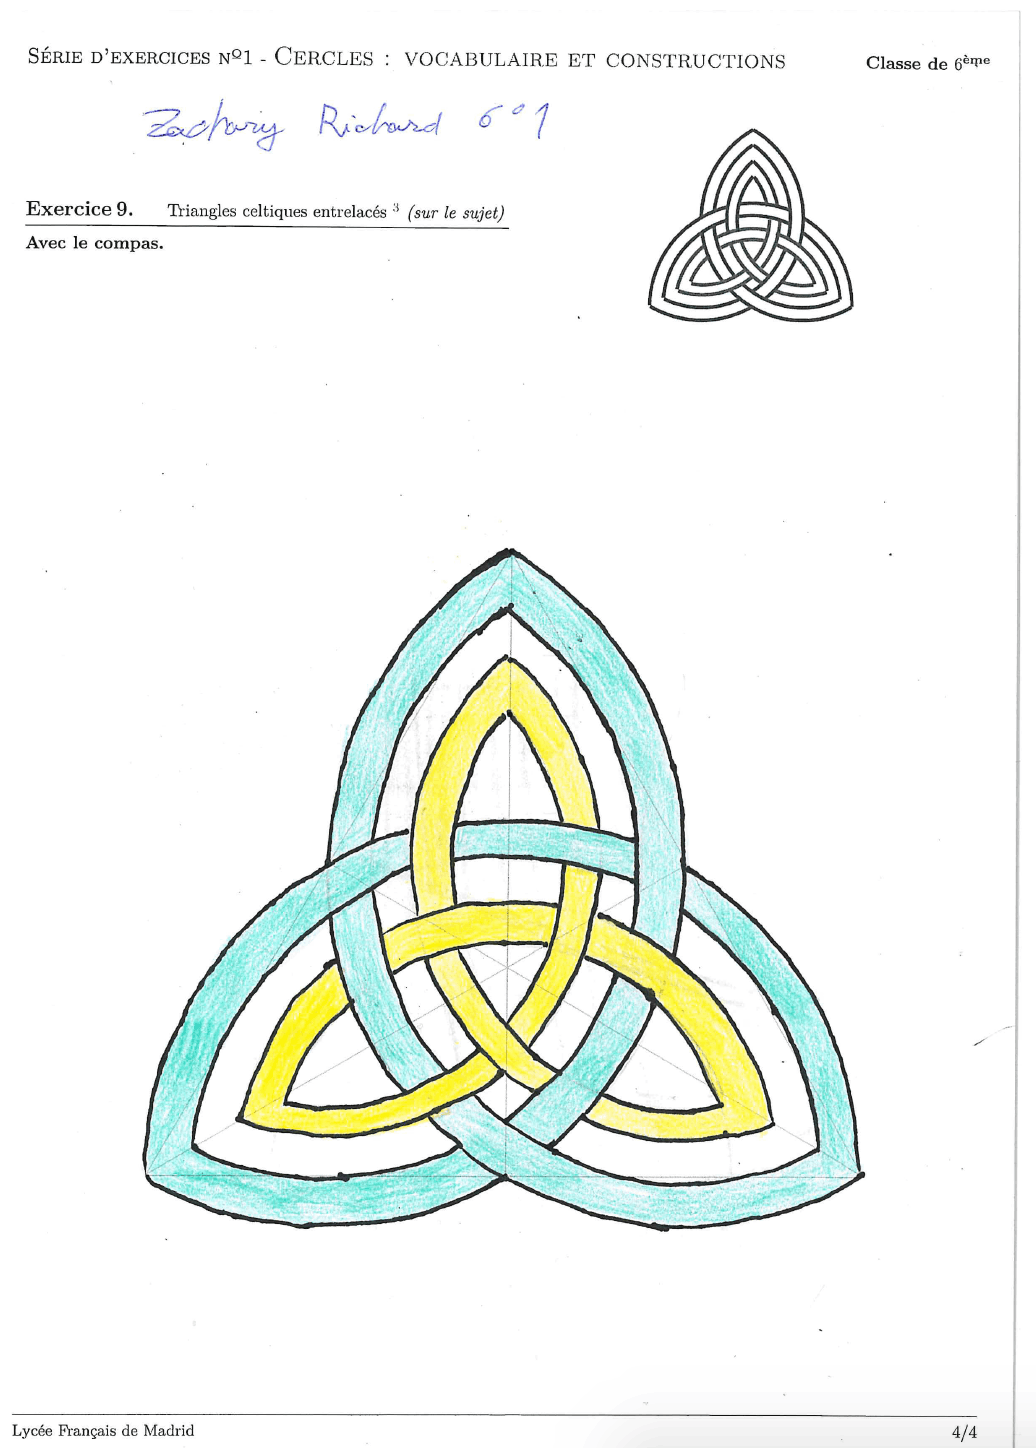 SÉRIE D'EXERCICES Nº1 - CERCLES : VOCABULAIRE ET CONSTRUCTIONS Classe de 6ème
Zachary Richard 6°1
Exercice 9. Triangles celtiques entrelacés 3 (sur le sujet)
Avec le compas.
Lycée Français de Madrid 4/4